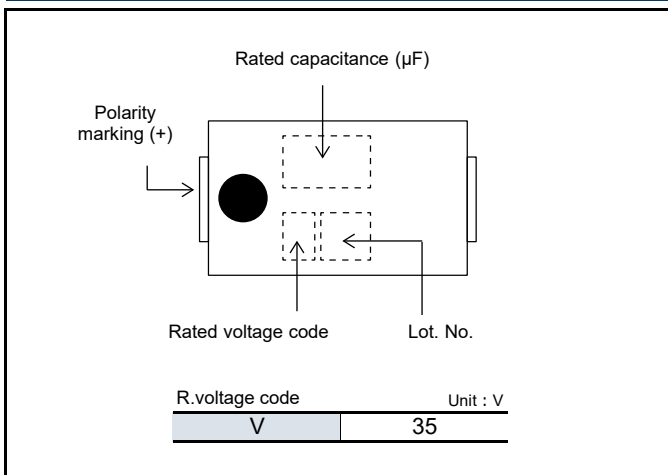 Rated capacitance (µF)
Polarity
marking (+)
Rated voltage code
Lot. No.
R.voltage code
Unit : V
V
35